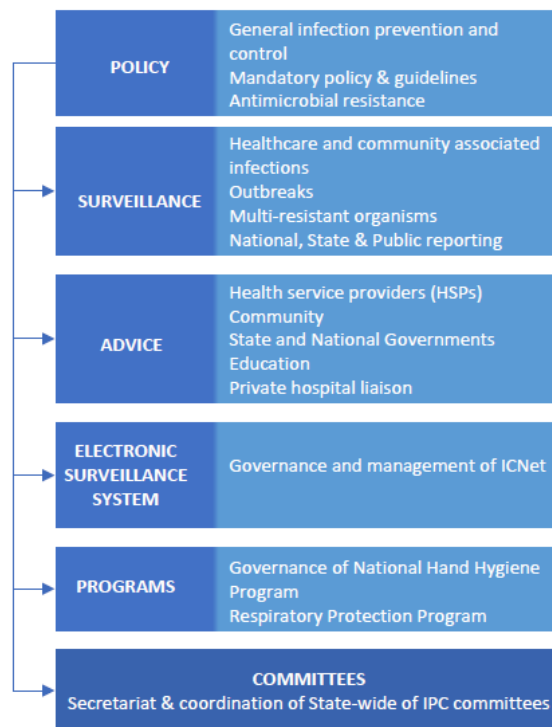 POLICY
General infection prevention and
control
Mandatory policy & guidelines
Antimicrobial resistance
SURVEILLANCE
Healthcare and community associated
infections
Outbreaks
Multi-resistant organisms
National, State & Public reporting
ADVICE
Health service providers (HSPs)
Community
State and National Governments
Education
Private hospital liaison
ELECTRONIC
SURVEILLANCE
SYSTEM
Governance and management of ICNet
PROGRAMS
Governance of National Hand Hygiene
Program
Respiratory Protection Program
COMMITTEES
Secretariat & coordination of State-wide of IPC committees